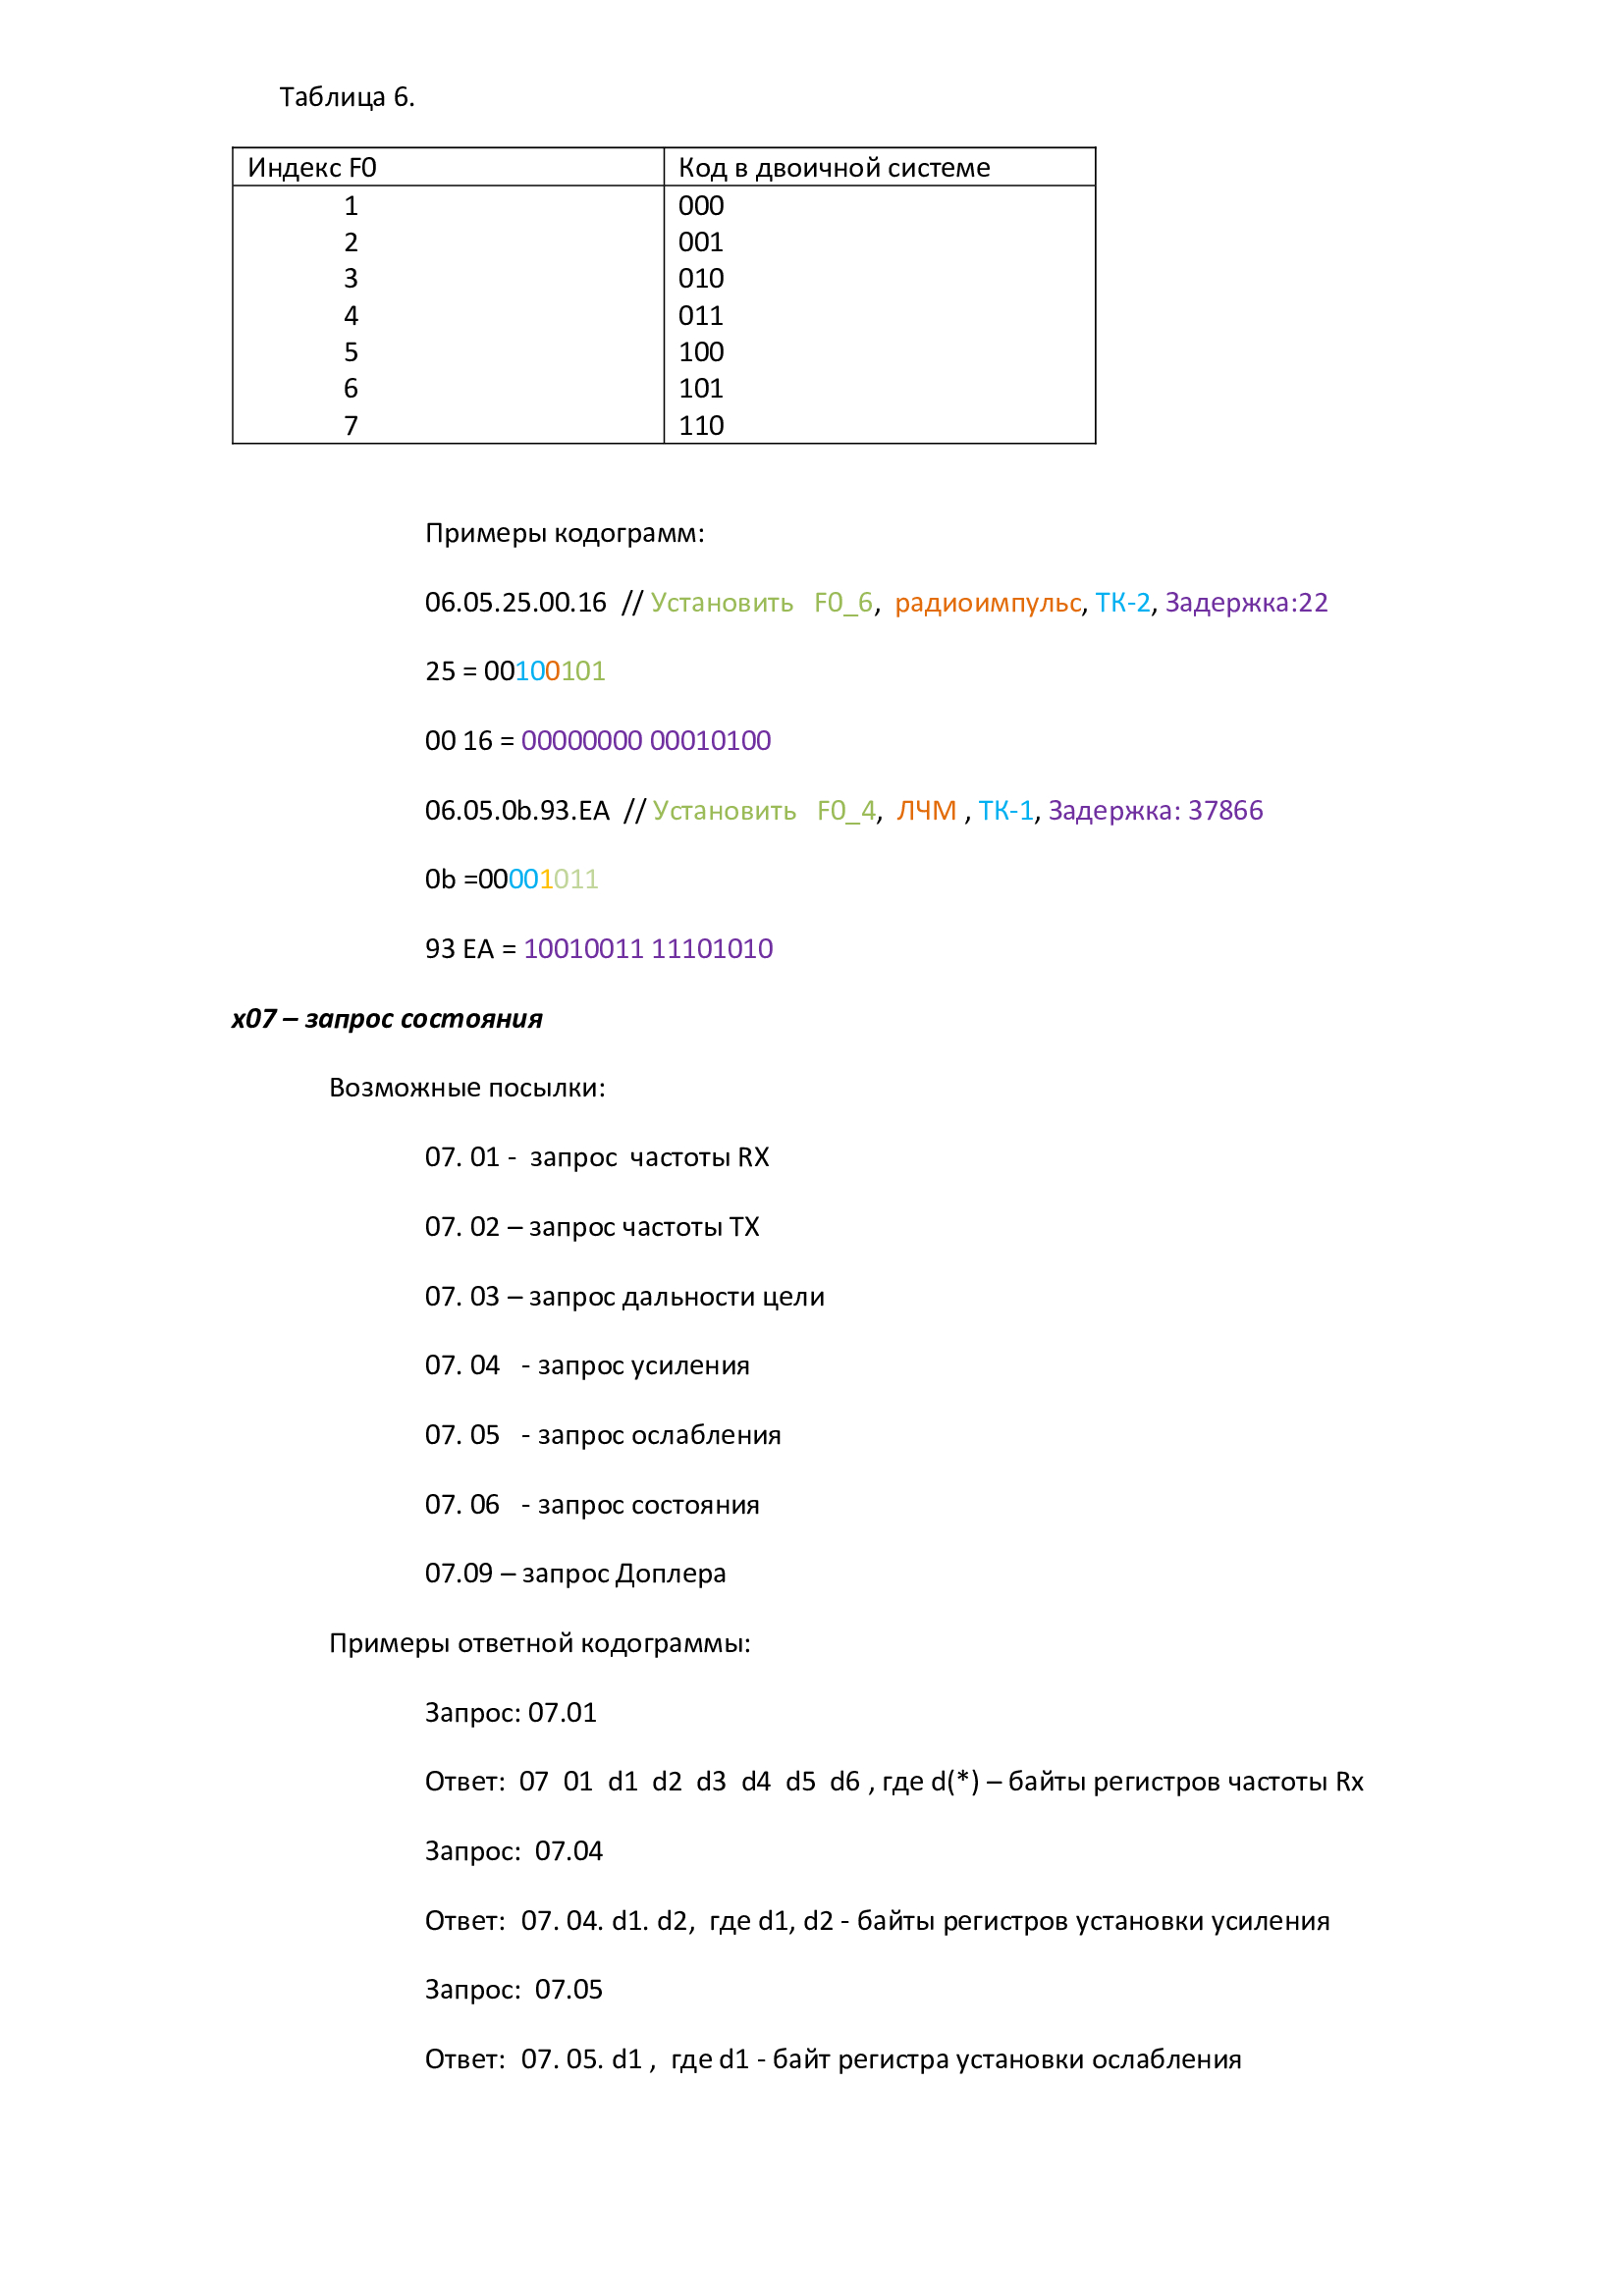 Таблица 6.
Индекс F0 Код в двоичной системе
1 000
2 001
3 010
4 011
5 100
6 101
7 110
Примеры кодограмм:
06.05.25.00.16 // Установить F0_6, радиоимпульс, ТК-2, Задержка:22
25 = 00100101
00 16 = 00000000 00010100
06.05.0b.93.EA // Установить F0_4, ЛЧМ , ТК-1, Задержка: 37866
0b =00001011
93 EA = 10010011 11101010
x07 – запрос состояния
Возможные посылки:
07. 01 - запрос частоты RX
07. 02 – запрос частоты TX
07. 03 – запрос дальности цели
07. 04 - запрос усиления
07. 05 - запрос ослабления
07. 06 - запрос состояния
07.09 – запрос Доплера
Примеры ответной кодограммы:
Запрос: 07.01
Ответ: 07 01 d1 d2 d3 d4 d5 d6 , где d(*) – байты регистров частоты Rx
Запрос: 07.04
Ответ: 07. 04. d1. d2, где d1, d2 - байты регистров установки усиления
Запрос: 07.05
Ответ: 07. 05. d1 , где d1 - байт регистра установки ослабления